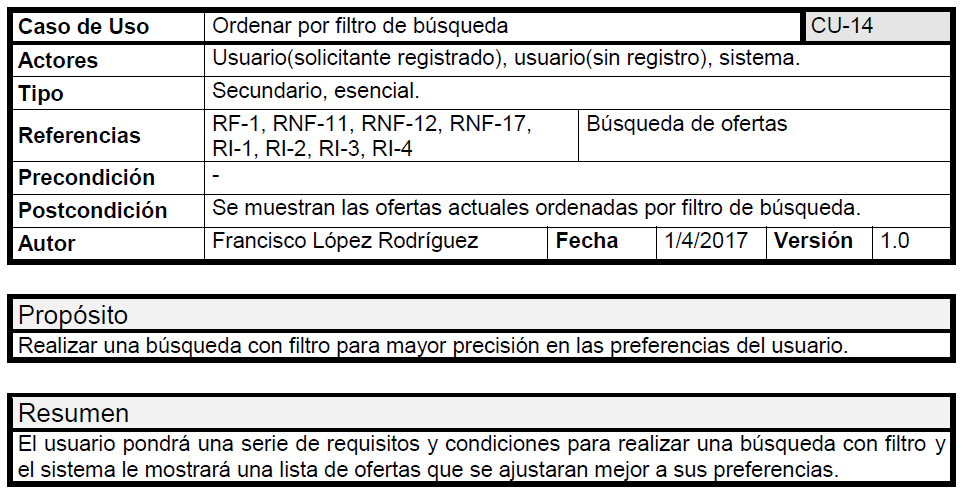 Caso de Uso Ordenar por filtro de búsqueda CU-14
Actores Usuario(solicitante registrado), usuario(sin registro), sistema.
Tipo Secundario, esencial.
Referencias RF-1, RNF-11, RNF-12, RNF-17, Búsqueda de ofertas
RI-1, RI-2, RI-3, RI-4
Precondición -
Postcondición Se muestran las ofertas actuales ordenadas por filtro de búsqueda.
Autor Francisco López Rodríguez Fecha 1/4/2017 Versión 1.0
Propósito
Realizar una búsqueda con filtro para mayor precisión en las preferencias del usuario.
Resumen
El usuario pondrá una serie de requisitos y condiciones para realizar una búsqueda con filtro y
el sistema le mostrará una lista de ofertas que se ajustaran mejor a sus preferencias.